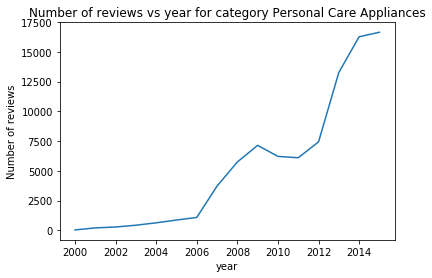 Number of reviews vs year for category Personal Care Appliances
17500
15000
12500
10000
7500
5000
2500
0
Number of reviews
2000 2002 2004 2006 2008 2010 2012 2014
year